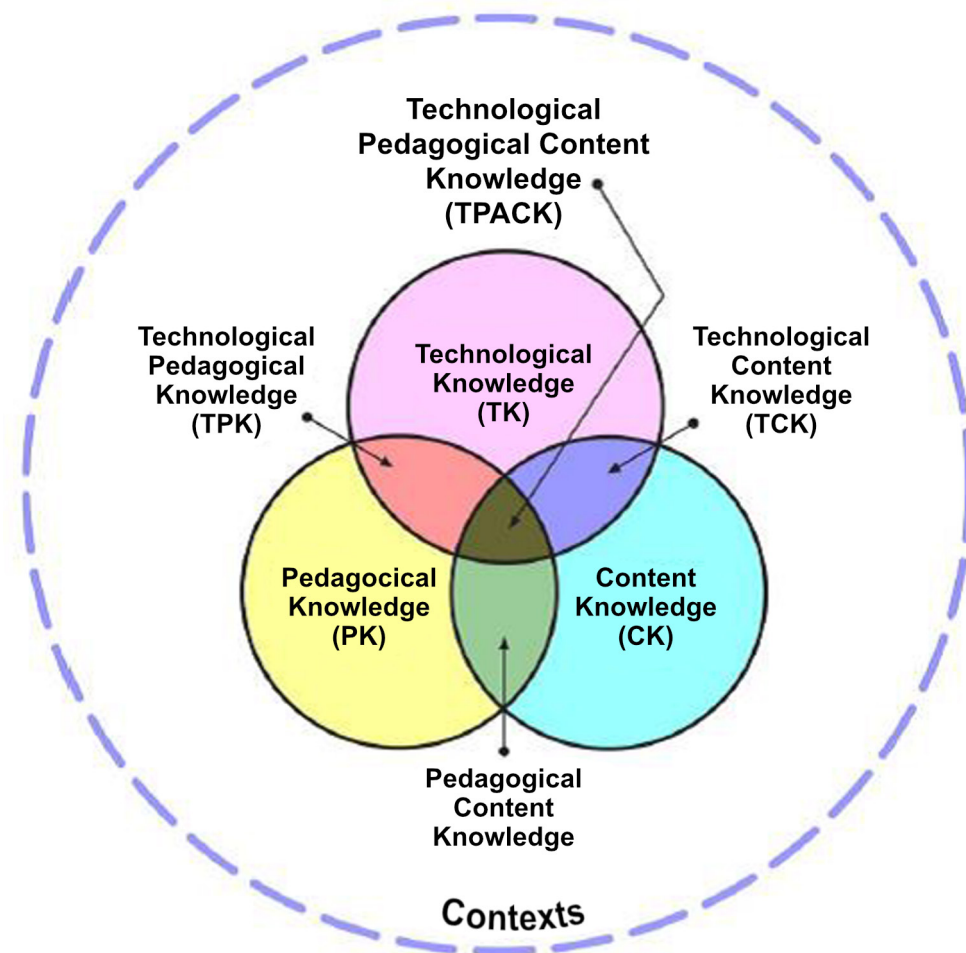 Technological
Pedagogical Content
Knowledge
(TPACK)
Technological
Pedagogical
Knowledge
(TPK)
Technological
Knowledge
(TK)
Technological
Content
Knowledge
(TCK)
Pedagocical
Knowledge
(PK)
Content
Knowledge
(CK)
Pedagogical
Content
Knowledge
Contexts